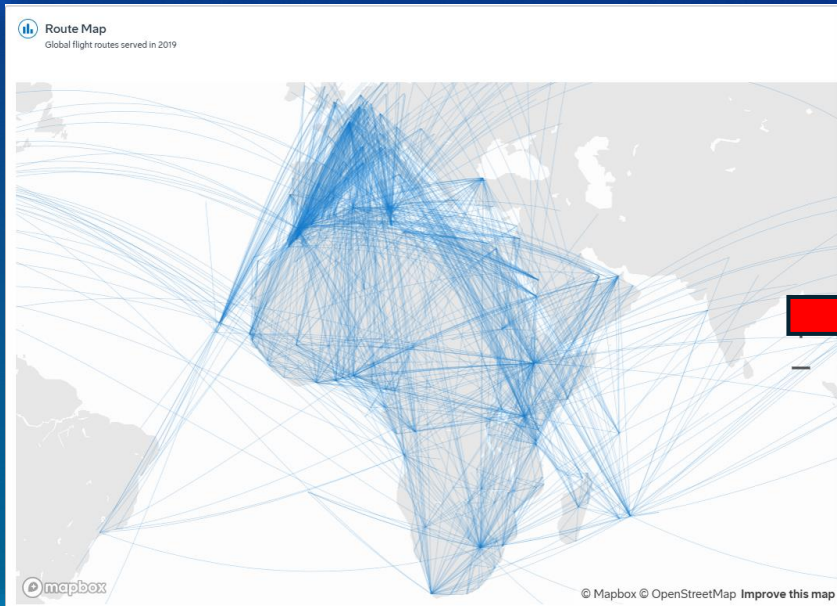 Route Map
Global flight routes served in 2019
mapbox
© Mapbox © OpenStreetMap Improve this map